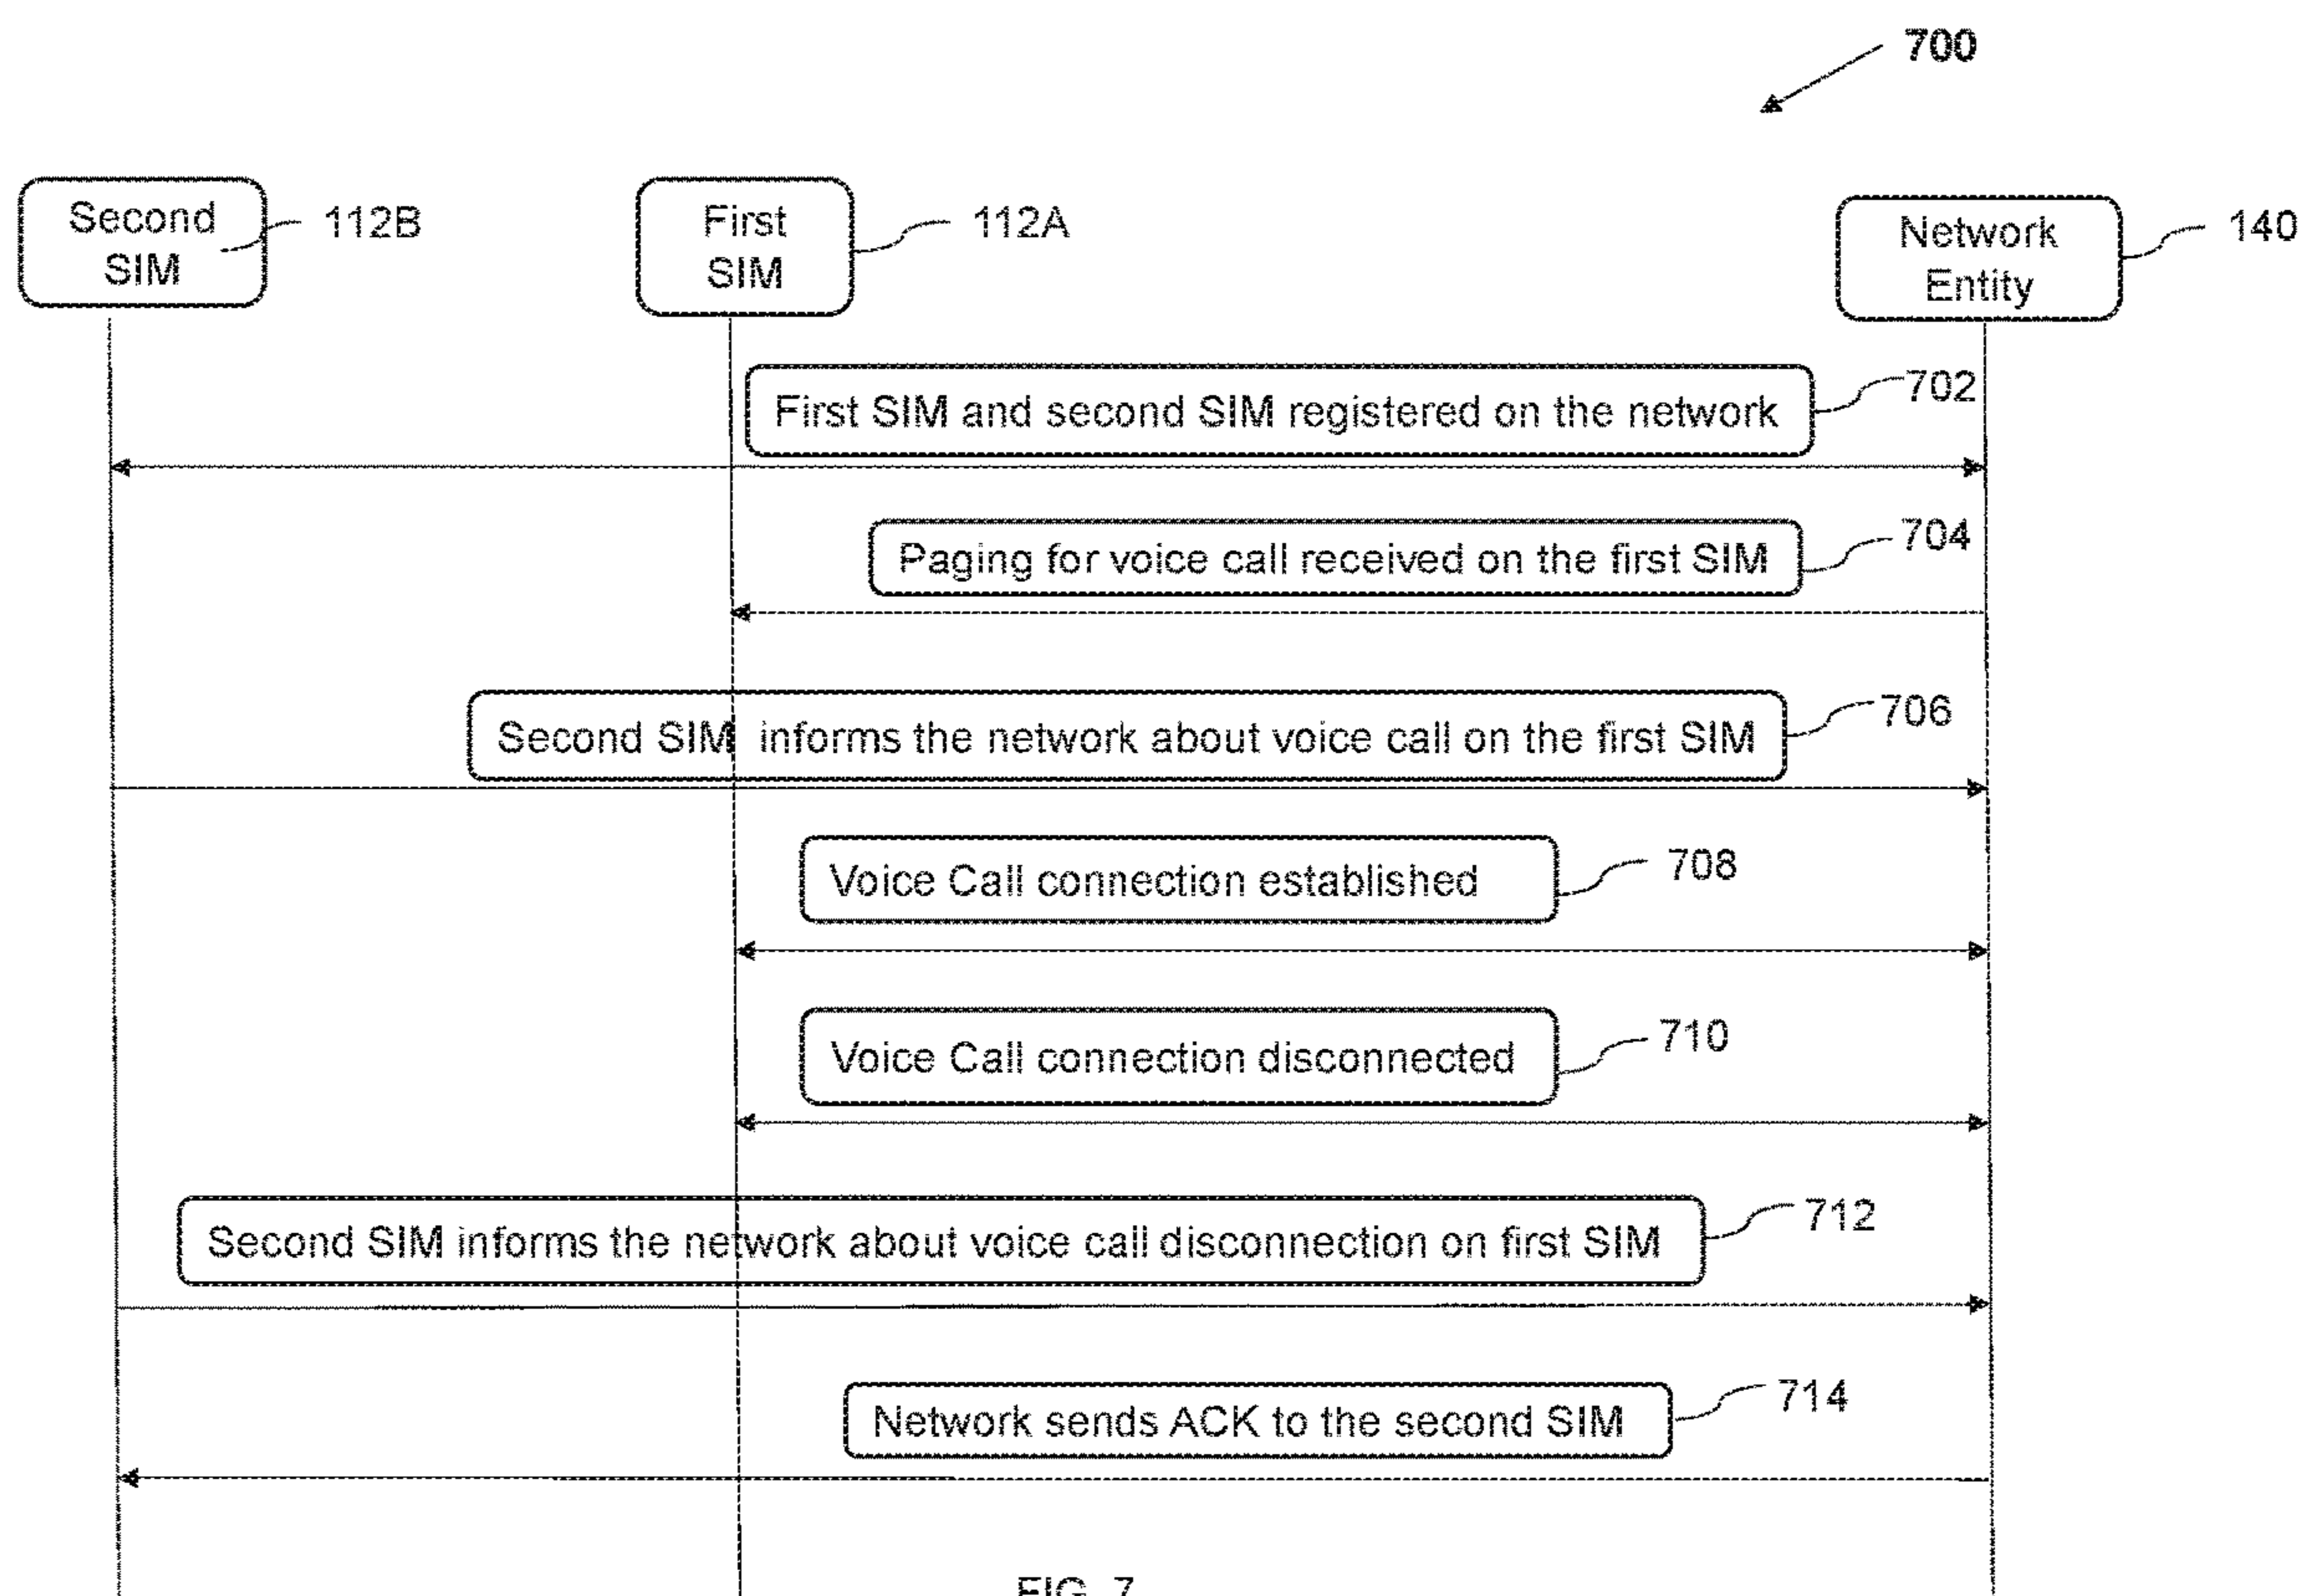 700
Second
SIM
112B
First
SIM
112A
Network
Entity
140
First SIM and second SIM registered on the network
702
Paging for voice call received on the first SIM
704
Second SIM informs the network about voice call on the first SIM
706
Voice Call connection established
708
Voice Call connection disconnected
710
Second SIM informs the network about voice call disconnection on first SIM
712
Network sends ACK to the second SIM
714
FIG. 7